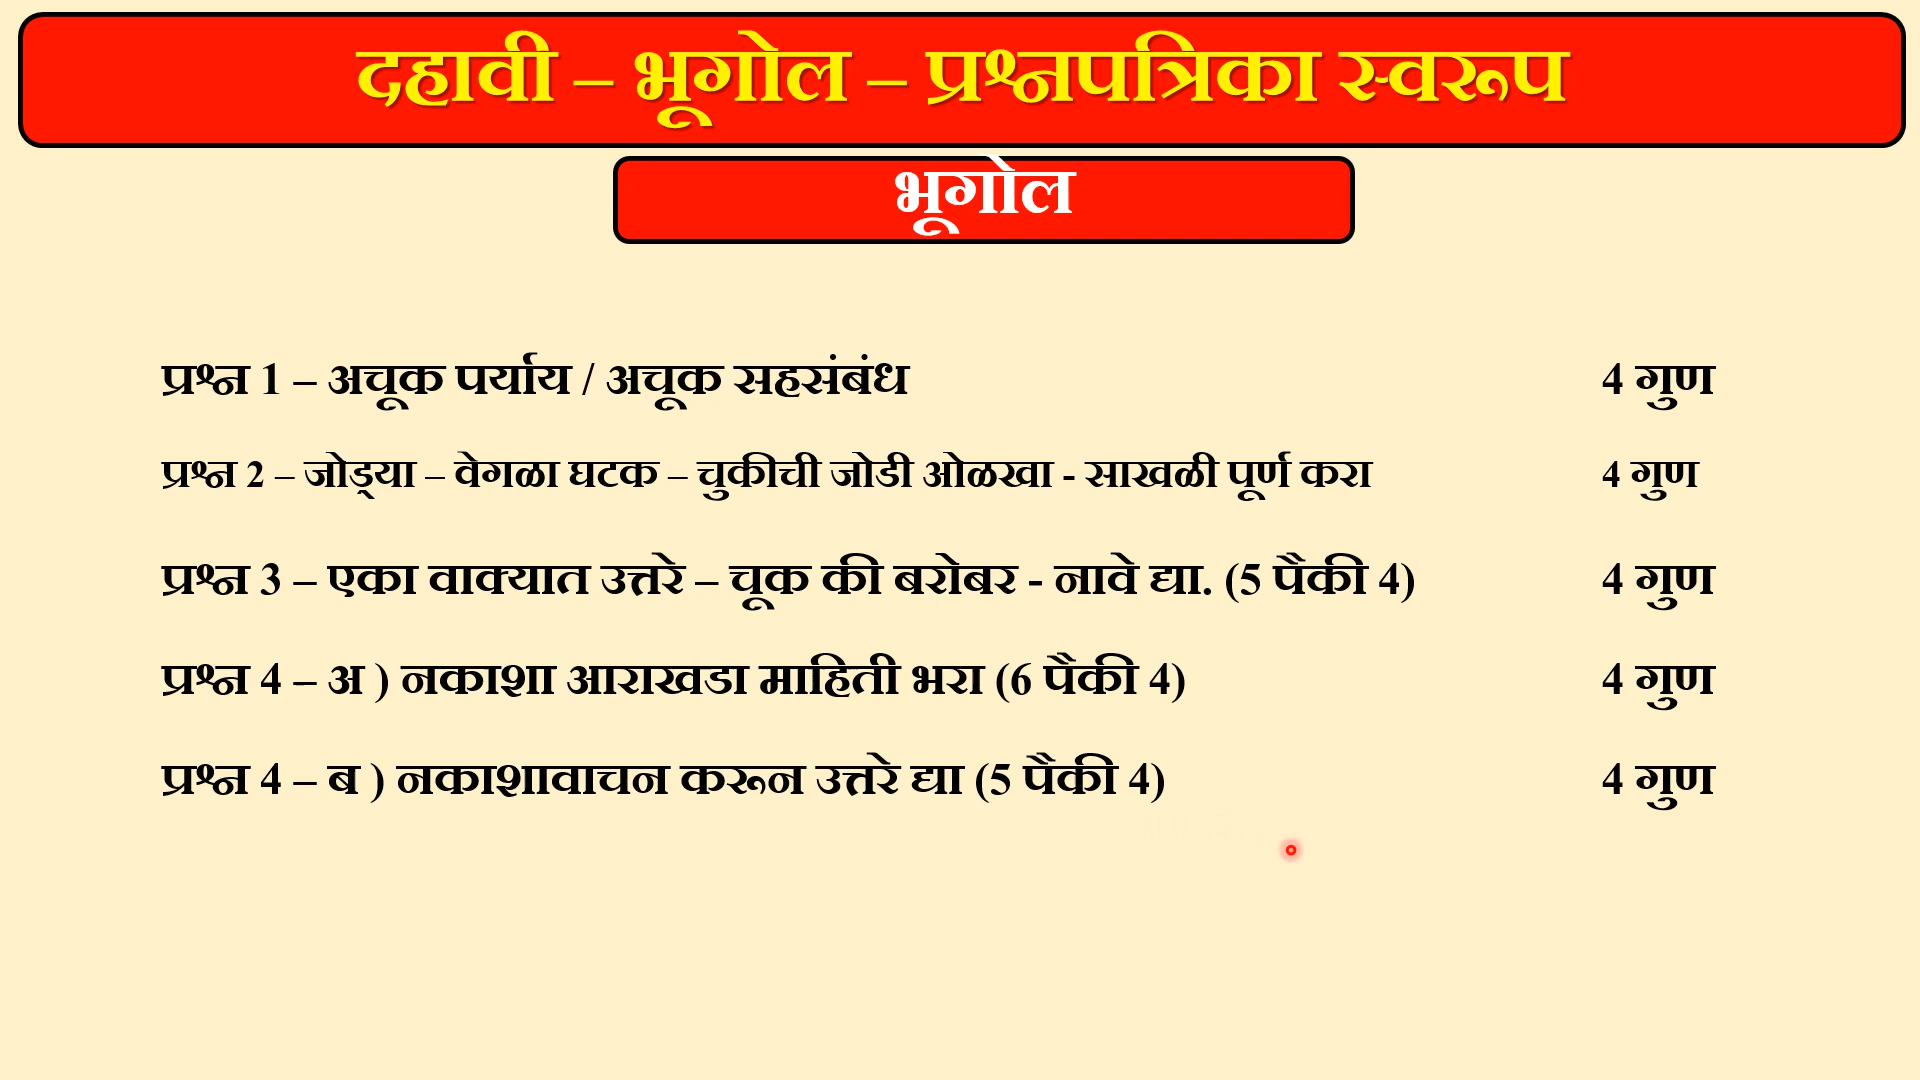 दहावी – भूगोल – प्रश्नपत्रिका स्वरूप
भूगोल
प्रश्न 1 – अचूक पर्याय / अचूक सहसंबंध 4 गुण
प्रश्न 2 – जोड्या – वेगळा घटक – चुकीची जोडी ओळखा - साखळी पूर्ण करा 4 गुण
प्रश्न 3 – एका वाक्यात उत्तरे – चूक की बरोबर - नावे द्या. (5 पैकी 4) 4 गुण
प्रश्न 4 – अ ) नकाशा आराखडा माहिती भरा (6 पैकी 4) 4 गुण
प्रश्न 4 – ब ) नकाशावाचन करून उत्तरे द्या (5 पैकी 4) 4 गुण